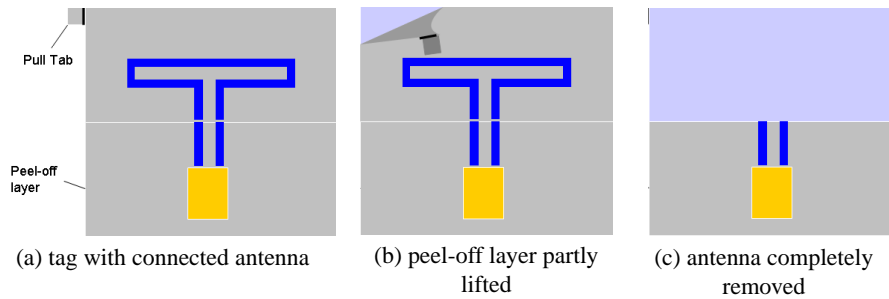 Pull Tab
Peel-off
layer
(a) tag with connected antenna
(b) peel-off layer partly
lifted
(c) antenna completely
removed